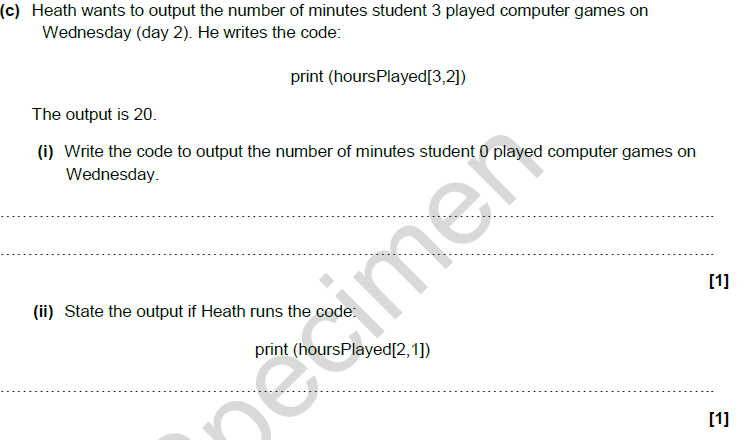 (c) Heath wants to output the number of minutes student 3 played computer games on
Wednesday (day 2). He writes the code:
print (hoursPlayed[3,2])
The output is 20.
(i) Write the code to output the number of minutes student 0 played computer games on
Wednesday.
[1]
(ii) State the output if Heath runs the code:
print (hoursPlayed[2,1])
[1]
Specimen